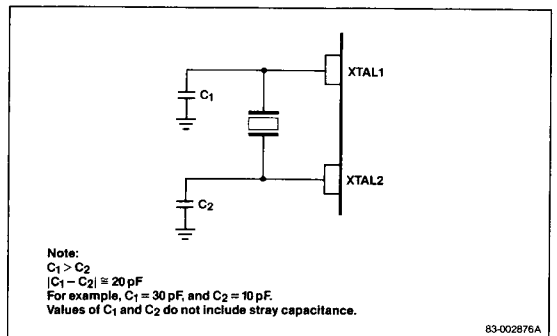 XTAL1
C₁
XTAL2
C₂
Note:
C₁ > C₂
|C₁ – C₂| ≅ 20 pF
For example, C₁ = 30 pF, and C₂ = 10 pF.
Values of C₁ and C₂ do not include stray capacitance.
83-002876A